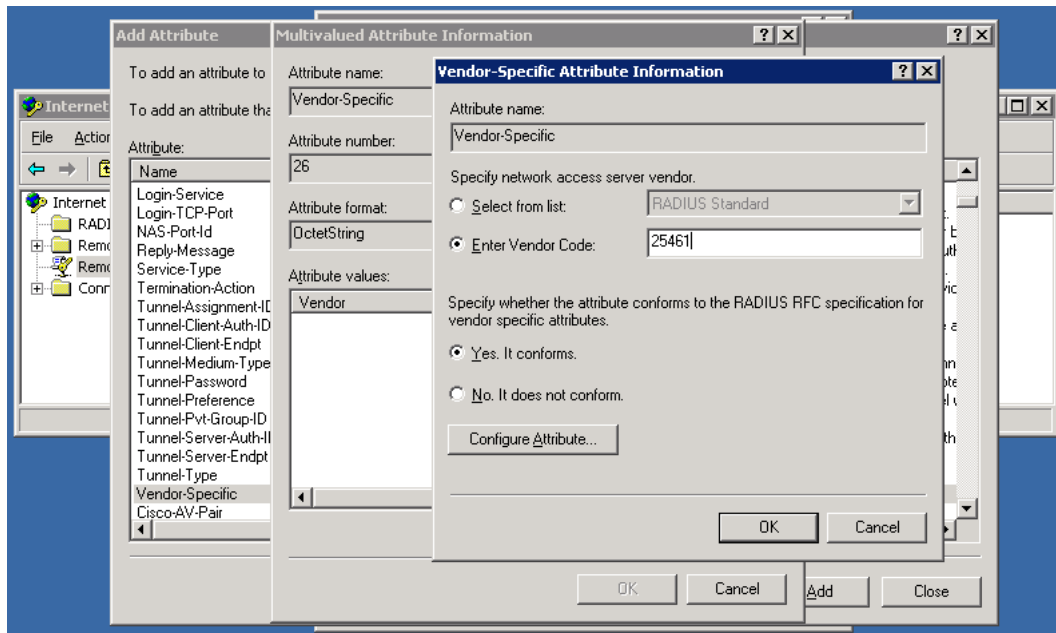 Add Attribute
Multivalued Attribute Information
Vendor-Specific Attribute Information
To add an attribute to
To add an attribute tha
Attribute:
Name
Login-Service
Login-TCP-Port
NAS-Port-Id
Reply-Message
Service-Type
Termination-Action
Tunnel-Assignment-ID
Tunnel-Client-Auth-ID
Tunnel-Client-Endpt
Tunnel-Medium-Type
Tunnel-Password
Tunnel-Preference
Tunnel-Pvt-Group-ID
Tunnel-Server-Auth-I
Tunnel-Server-Endpt
Tunnel-Type
Vendor-Specific
Cisco-AV-Pair
Internet
File Action
Internet
RADI
Remo
Remo
Conn
Attribute name:
Vendor-Specific
Attribute number:
26
Attribute format:
OctetString
Attribute values:
Vendor
OK Cancel
Attribute name:
Vendor-Specific
Specify network access server vendor.
Select from list: RADIUS Standard
Enter Vendor Code: 25461
Specify whether the attribute conforms to the RADIUS RFC specification for
vendor specific attributes.
Yes. It conforms.
No. It does not conform.
Configure Attribute...
OK Cancel
Add Close